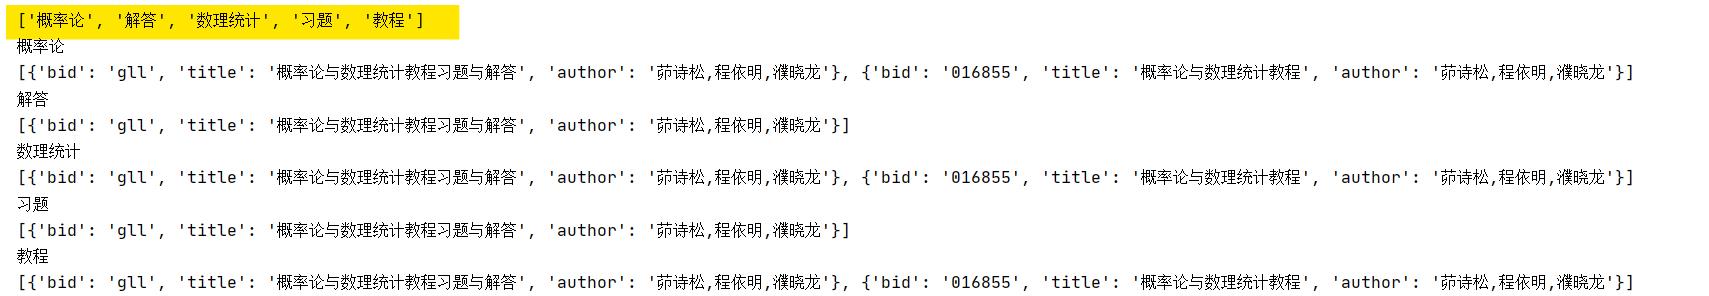 ['概率论', '解答', '数理统计', '习题', '教程']
概率论
[{'bid': 'gll', 'title': '概率论与数理统计教程习题与解答', 'author': '茆诗松,程依明,濮晓龙'}, {'bid': '016855', 'title': '概率论与数理统计教程', 'author': '茆诗松,程依明,濮晓龙'}]
解答
[{'bid': 'gll', 'title': '概率论与数理统计教程习题与解答', 'author': '茆诗松,程依明,濮晓龙'}]
数理统计
[{'bid': 'gll', 'title': '概率论与数理统计教程习题与解答', 'author': '茆诗松,程依明,濮晓龙'}, {'bid': '016855', 'title': '概率论与数理统计教程', 'author': '茆诗松,程依明,濮晓龙'}]
习题
[{'bid': 'gll', 'title': '概率论与数理统计教程习题与解答', 'author': '茆诗松,程依明,濮晓龙'}]
教程
[{'bid': 'gll', 'title': '概率论与数理统计教程习题与解答', 'author': '茆诗松,程依明,濮晓龙'}, {'bid': '016855', 'title': '概率论与数理统计教程', 'author': '茆诗松,程依明,濮晓龙'}]